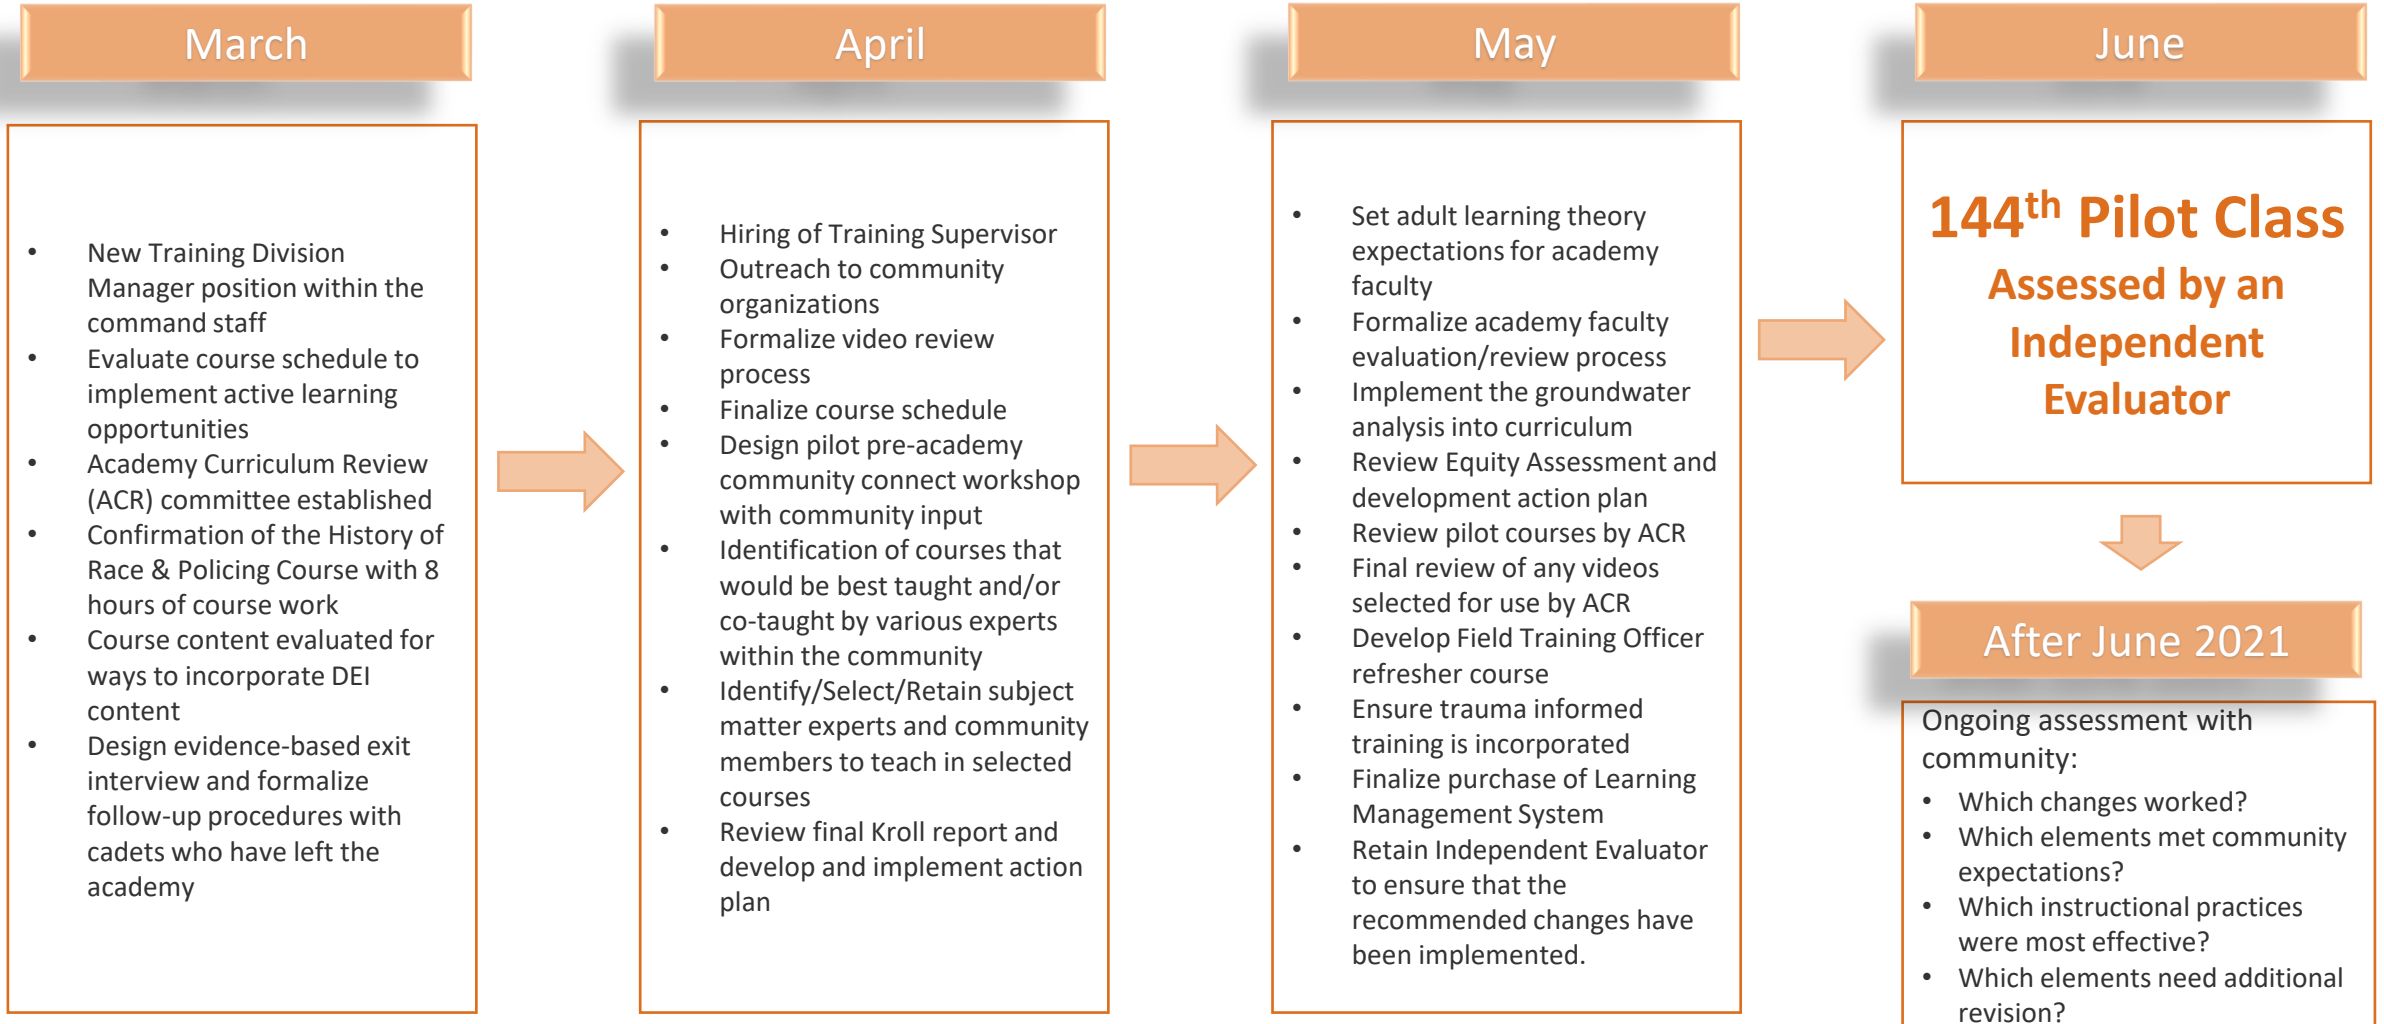 March
• New Training Division
Manager position within the
command staff
• Evaluate course schedule to
implement active learning
opportunities
• Academy Curriculum Review
(ACR) committee established
• Confirmation of the History of
Race & Policing Course with 8
hours of course work
• Course content evaluated for
ways to incorporate DEI
content
• Design evidence-based exit
interview and formalize
follow-up procedures with
cadets who have left the
academy
April
• Hiring of Training Supervisor
• Outreach to community
organizations
• Formalize video review
process
• Finalize course schedule
• Design pilot pre-academy
community connect workshop
with community input
• Identification of courses that
would be best taught and/or
co-taught by various experts
within the community
• Identify/Select/Retain subject
matter experts and community
members to teach in selected
courses
• Review final Kroll report and
develop and implement action
plan
May
• Set adult learning theory
expectations for academy
faculty
• Formalize academy faculty
evaluation/review process
• Implement the groundwater
analysis into curriculum
• Review Equity Assessment and
development action plan
• Review pilot courses by ACR
• Final review of any videos
selected for use by ACR
• Develop Field Training Officer
refresher course
• Ensure trauma informed
training is incorporated
• Finalize purchase of Learning
Management System
• Retain Independent Evaluator
to ensure that the
recommended changes have
been implemented.
June
144th Pilot Class
Assessed by an
Independent
Evaluator
After June 2021
Ongoing assessment with
community:
• Which changes worked?
• Which elements met community
expectations?
• Which instructional practices
were most effective?
• Which elements need additional
revision?